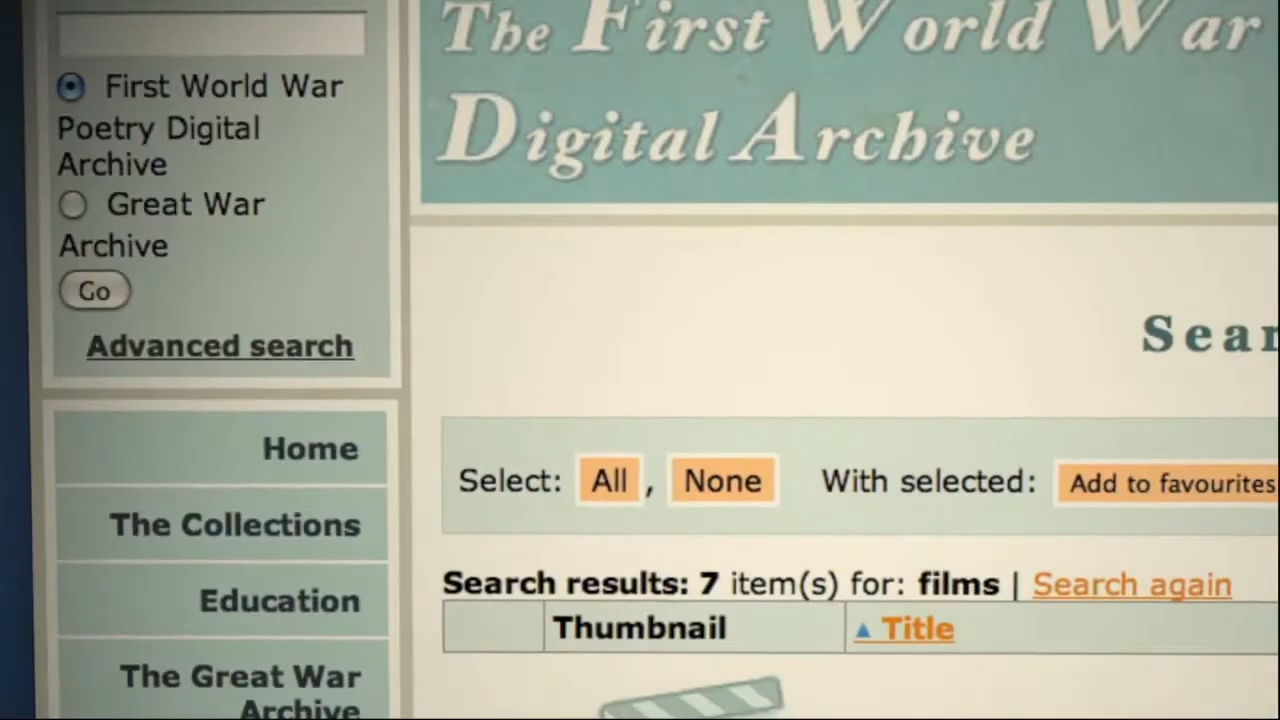 First World War
Poetry Digital
Archive
Great War
Archive
Go
Advanced search
Home
The Collections
Education
The Great War
Archive
The First World War
Digital Archive
Sear
Select: All , None With selected: Add to favourites
Search results: 7 item(s) for: films | Search again
Thumbnail
Title